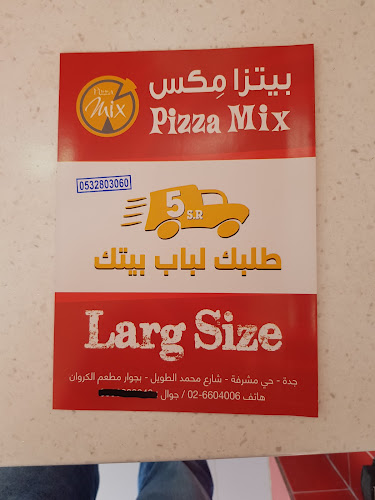 Pizza
Mix
بيتزا مِكس
Pizza Mix
0532803060
5
S.R
طلبك لباب بيتك
Larg Size
جدة - حي مشرفة - شارع محمد الطويل - بجوار مطعم الكروان
هاتف 6604006-02 / جوال